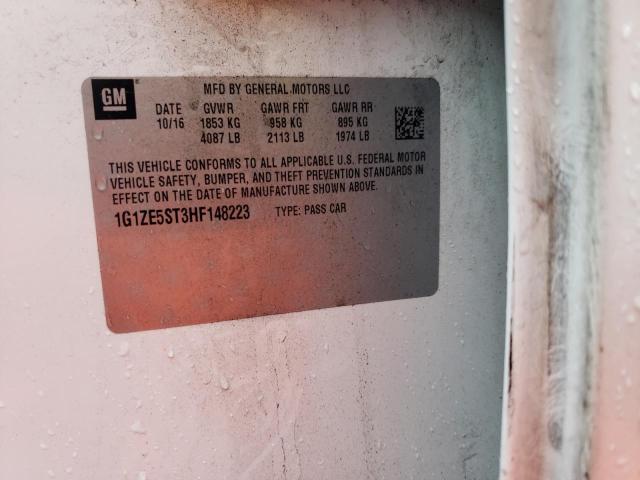 GM
MFD BY GENERAL MOTORS LLC
DATE GVWR GAWR FRT GAWR RR
10/16 1853 KG 958 KG 895 KG
4087 LB 2113 LB 1974 LB
THIS VEHICLE CONFORMS TO ALL APPLICABLE U.S. FEDERAL MOTOR
VEHICLE SAFETY, BUMPER, AND THEFT PREVENTION STANDARDS IN
EFFECT ON THE DATE OF MANUFACTURE SHOWN ABOVE.
1G1ZE5ST3HF148223 TYPE: PASS CAR